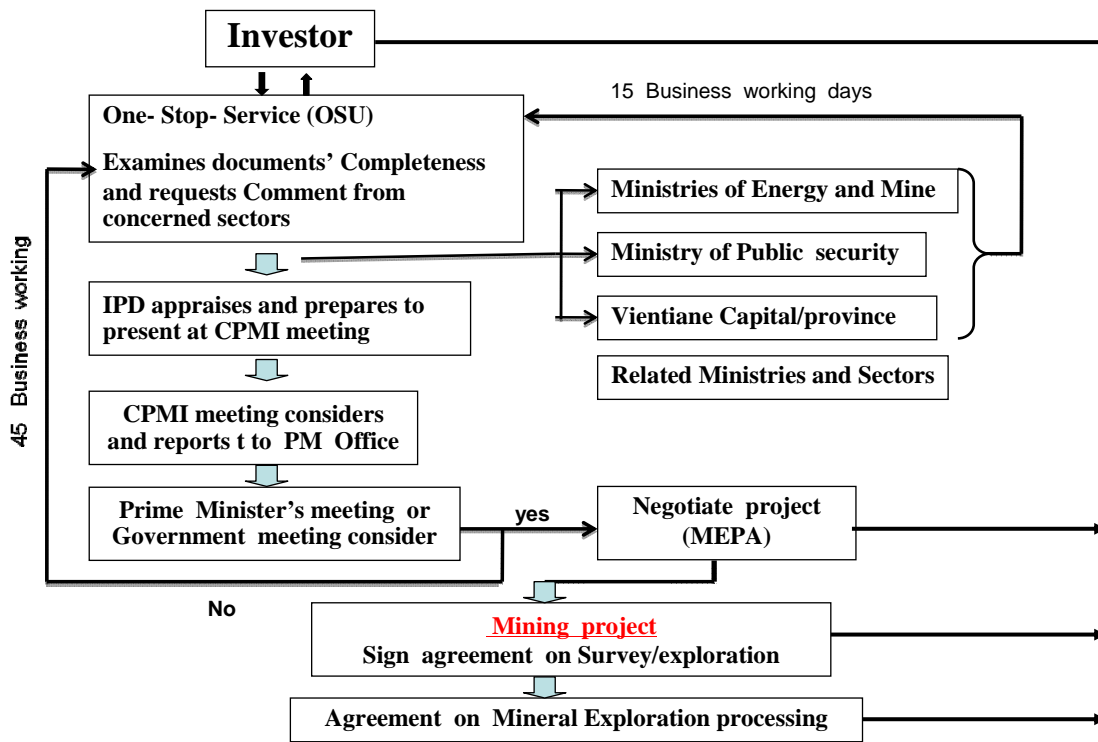 Investor
15 Business working days
One- Stop- Service (OSU)
Examines documents’ Completeness
and requests Comment from
concerned sectors
Ministries of Energy and Mine
Ministry of Public security
Vientiane Capital/province
Related Ministries and Sectors
45 Business working
IPD appraises and prepares to
present at CPMI meeting
CPMI meeting considers
and reports t to PM Office
Prime Minister’s meeting or
Government meeting consider
yes
No
Negotiate project
(MEPA)
Mining project
Sign agreement on Survey/exploration
Agreement on Mineral Exploration processing